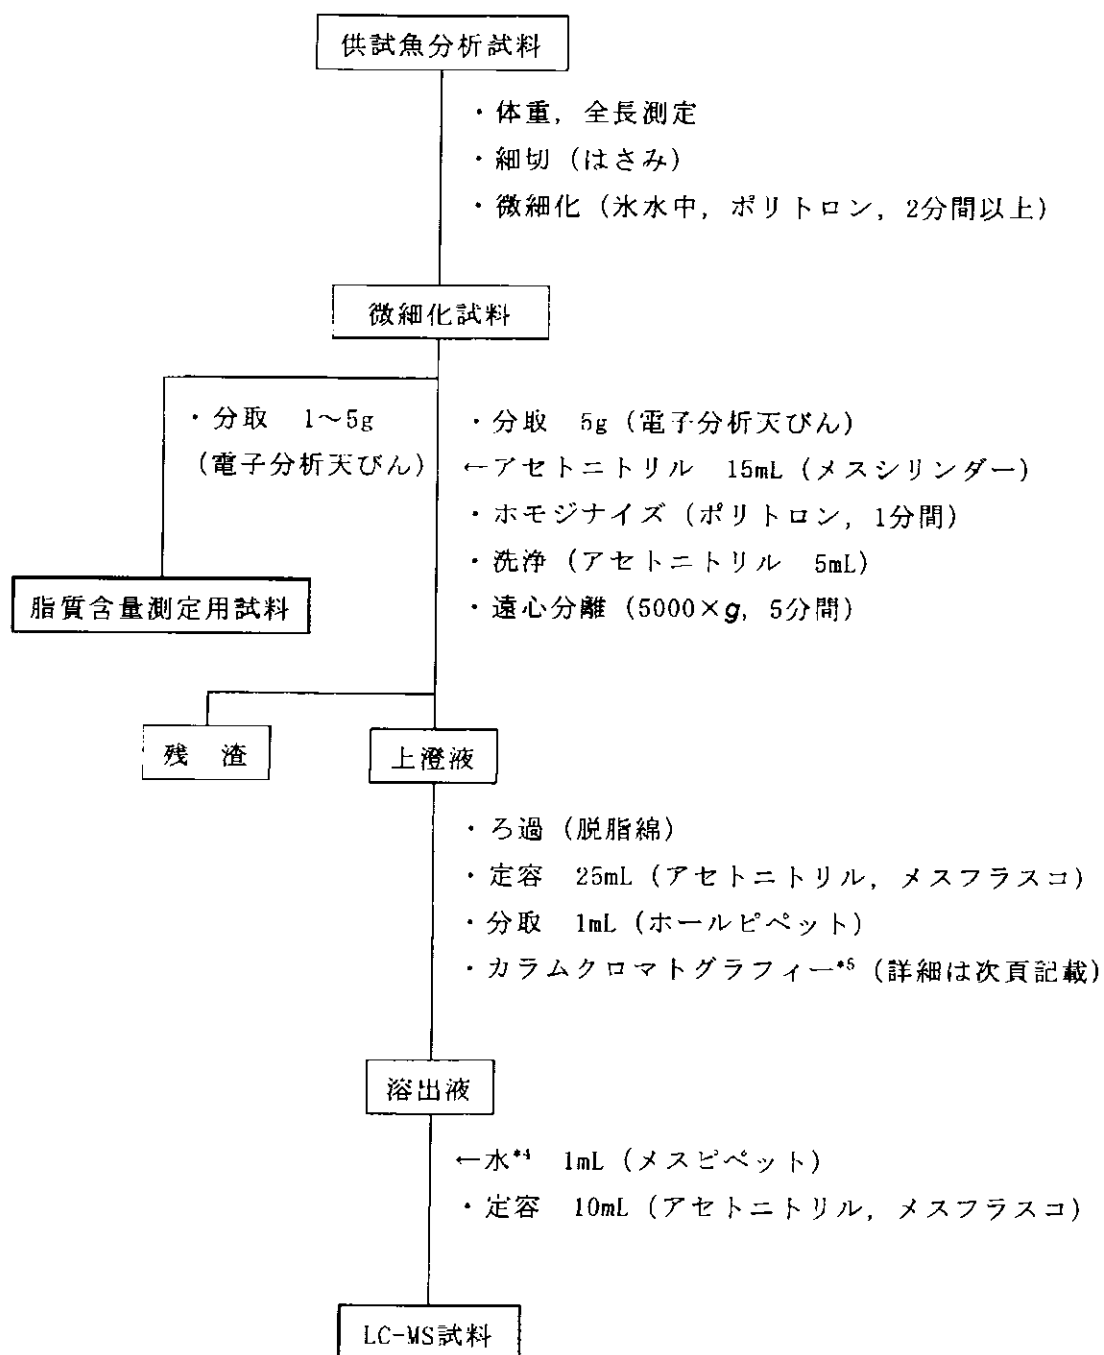 供試魚分析試料
・体重, 全長測定
・細切 (はさみ)
・微細化 (氷水中, ポリトロン, 2分間以上)
微細化試料
・分取 1～5g
(電子分析天びん)
・分取 5g (電子分析天びん)
←アセトニトリル 15mL (メスシリンダー)
・ホモジナイズ (ポリトロン, 1分間)
・洗浄 (アセトニトリル 5mL)
・遠心分離 (5000×g, 5分間)
脂質含量測定用試料
残 渣
上澄液
・ろ過 (脱脂綿)
・定容 25mL (アセトニトリル, メスフラスコ)
・分取 1mL (ホールピペット)
・カラムクロマトグラフィー*5 (詳細は次頁記載)
溶出液
←水*4 1mL (メスピペット)
・定容 10mL (アセトニトリル, メスフラスコ)
LC-MS試料